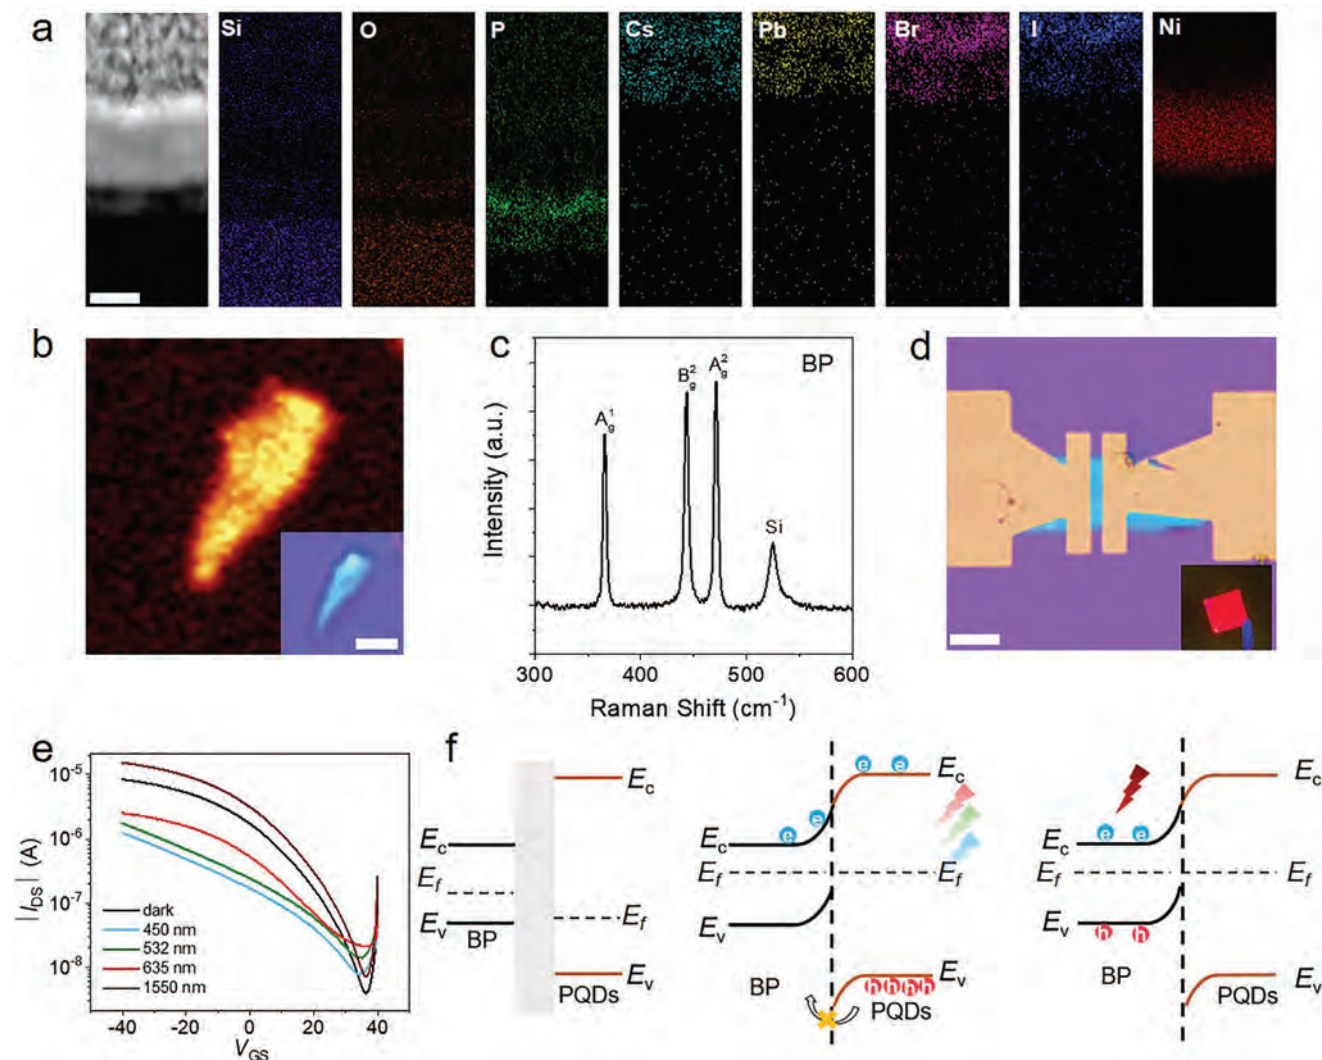 a
Si
O
P
Cs
Pb
Br
I
Ni
b
c
BP
A¹g
B²g
A²g
Si
Intensity (a.u.)
300
400
500
600
Raman Shift (cm⁻¹)
d
e
10⁻⁵
10⁻⁶
10⁻⁷
10⁻⁸
|IDS| (A)
dark
450 nm
532 nm
635 nm
1550 nm
-40
-20
0
20
40
VGS
f
Ec
Ec
Ef
Ef
Ev
BP
Ev
PQDs
e
e
Ec
e
e
Ec
Ef
Ef
Ev
Ev
BP
h
h
h
h
PQDs
e
e
Ec
Ef
Ev
h
h
BP
PQDs